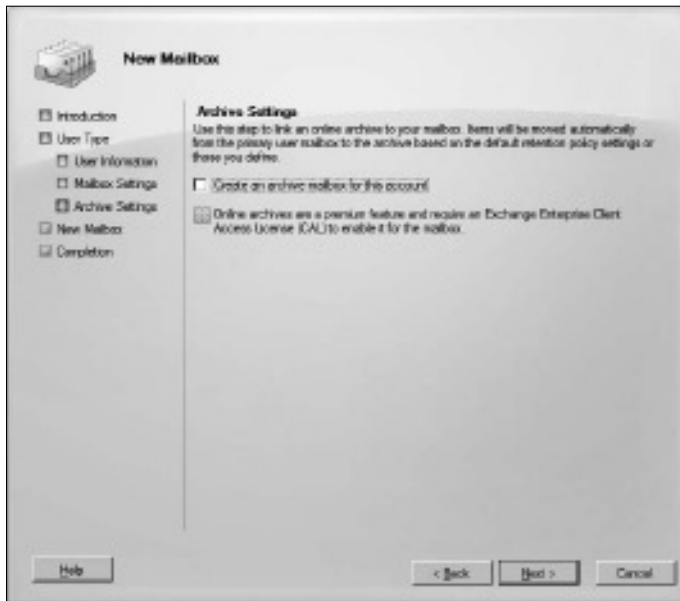 New Mailbox
Introduction
User Type
User Information
Mailbox Settings
Archive Settings
New Mailbox
Completion
Archive Settings
Use this step to link an online archive to your mailbox. Items will be moved automatically
from the primary user mailbox to the archive based on the default retention policy settings or
those you define.
Create an archive mailbox for this account
Online archives are a premium feature and require an Exchange Enterprise Client
Access License (CAL) to enable it for the mailbox.
Help
< Back
Next >
Cancel